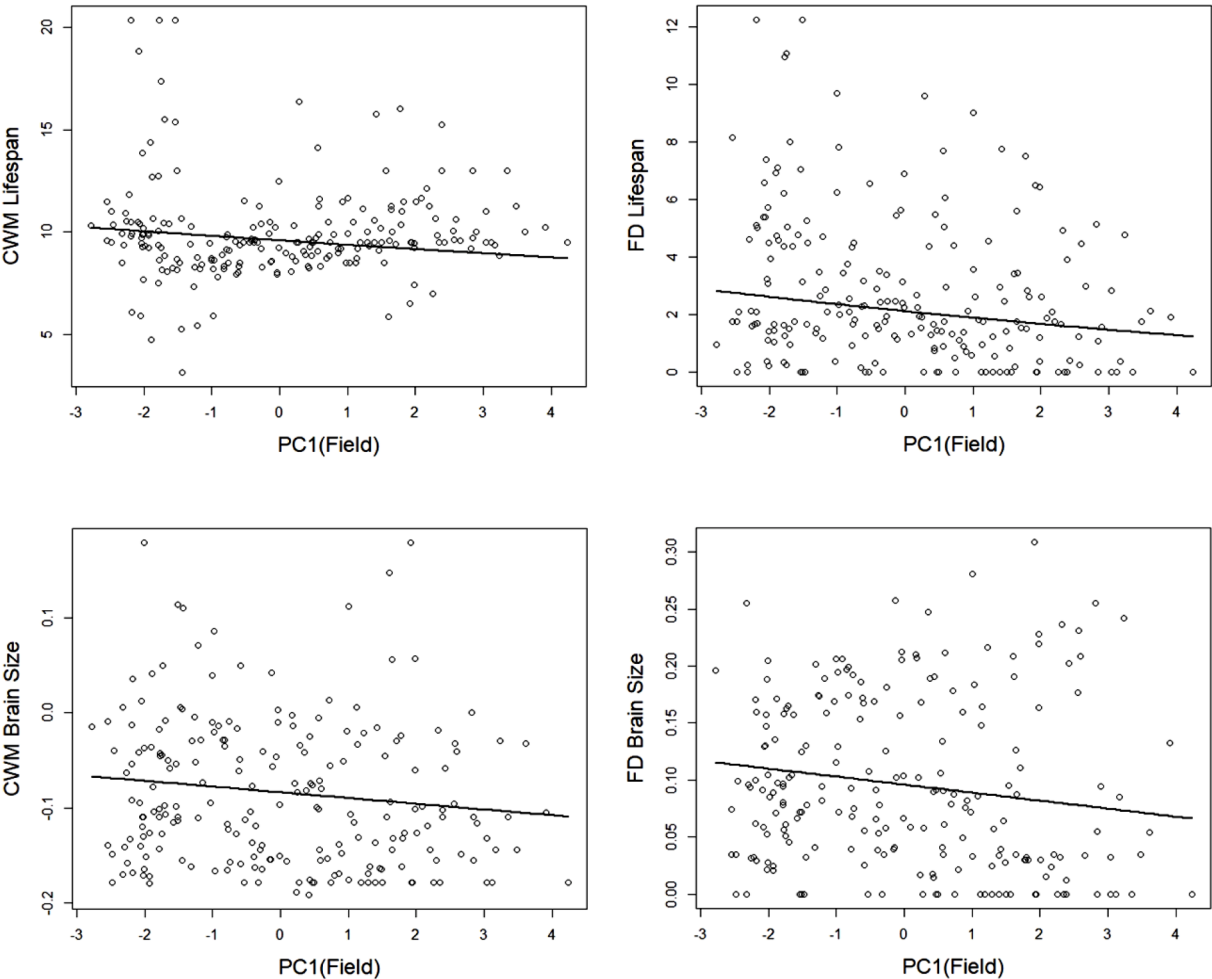 CWM Lifespan
20
15
10
5
-3 -2 -1 0 1 2 3 4
PC1(Field)
FD Lifespan
12
10
8
6
4
2
0
-3 -2 -1 0 1 2 3 4
PC1(Field)
CWM Brain Size
0.1
0.0
-0.1
-0.2
-3 -2 -1 0 1 2 3 4
PC1(Field)
FD Brain Size
0.30
0.25
0.20
0.15
0.10
0.05
0.00
-3 -2 -1 0 1 2 3 4
PC1(Field)